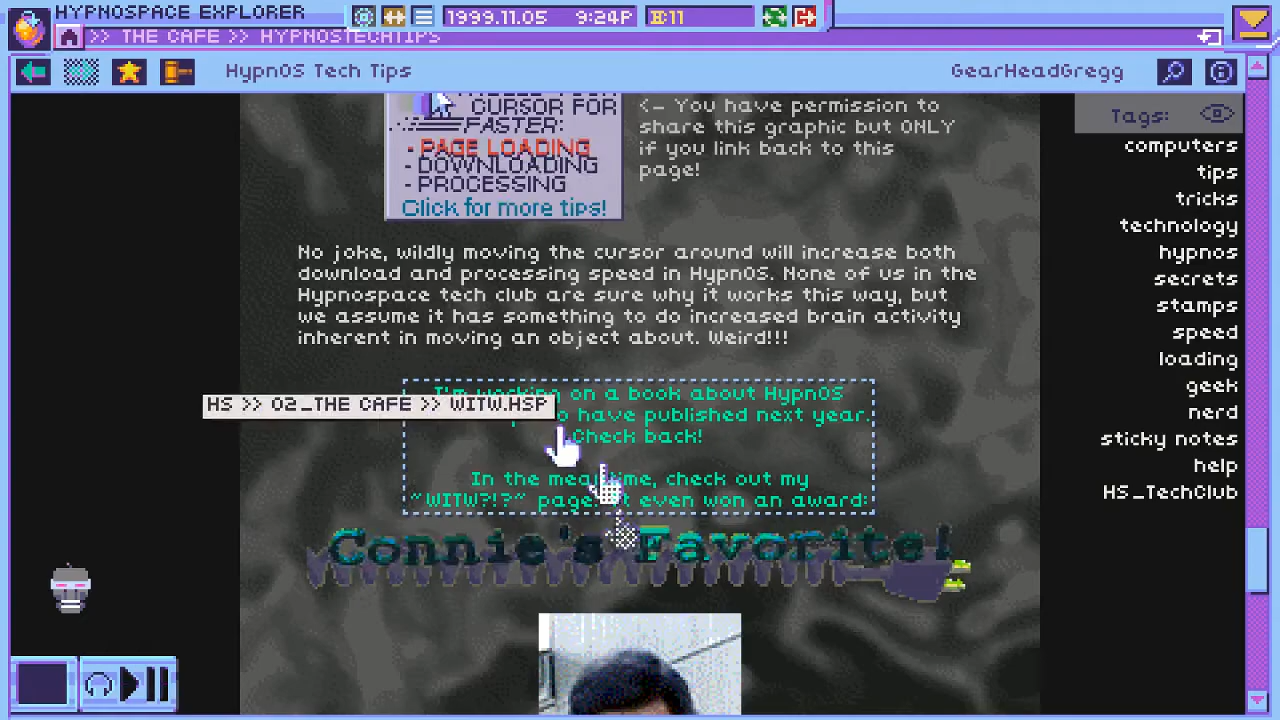 HYPNOSPACE EXPLORER
1999.11.05 9:24P
:11
>> THE CAFE >> HYPNOSTECHTIPS
HypnOS Tech Tips
GearHeadGregg
CURSOR FOR
FASTER:
- PAGE LOADING
- DOWNLOADING
- PROCESSING
Click for more tips!
<- You have permission to
share this graphic but ONLY
if you link back to this
page!
Tags:
computers
tips
tricks
technology
hypnos
secrets
stamps
speed
loading
geek
nerd
sticky notes
help
HS_TechClub
No joke, wildly moving the cursor around will increase both
download and processing speed in HypnOS. None of us in the
Hypnospace tech club are sure why it works this way, but
we assume it has something to do increased brain activity
inherent in moving an object about. Weird!!!
I'm working on a book about HypnOS
have published next year.
Check back!
HS >> 02_THE CAFE >> WITW.HSP
In the meantime, check out my
~WITW?!?~ page. It even won an award:
Connie's Favorite!